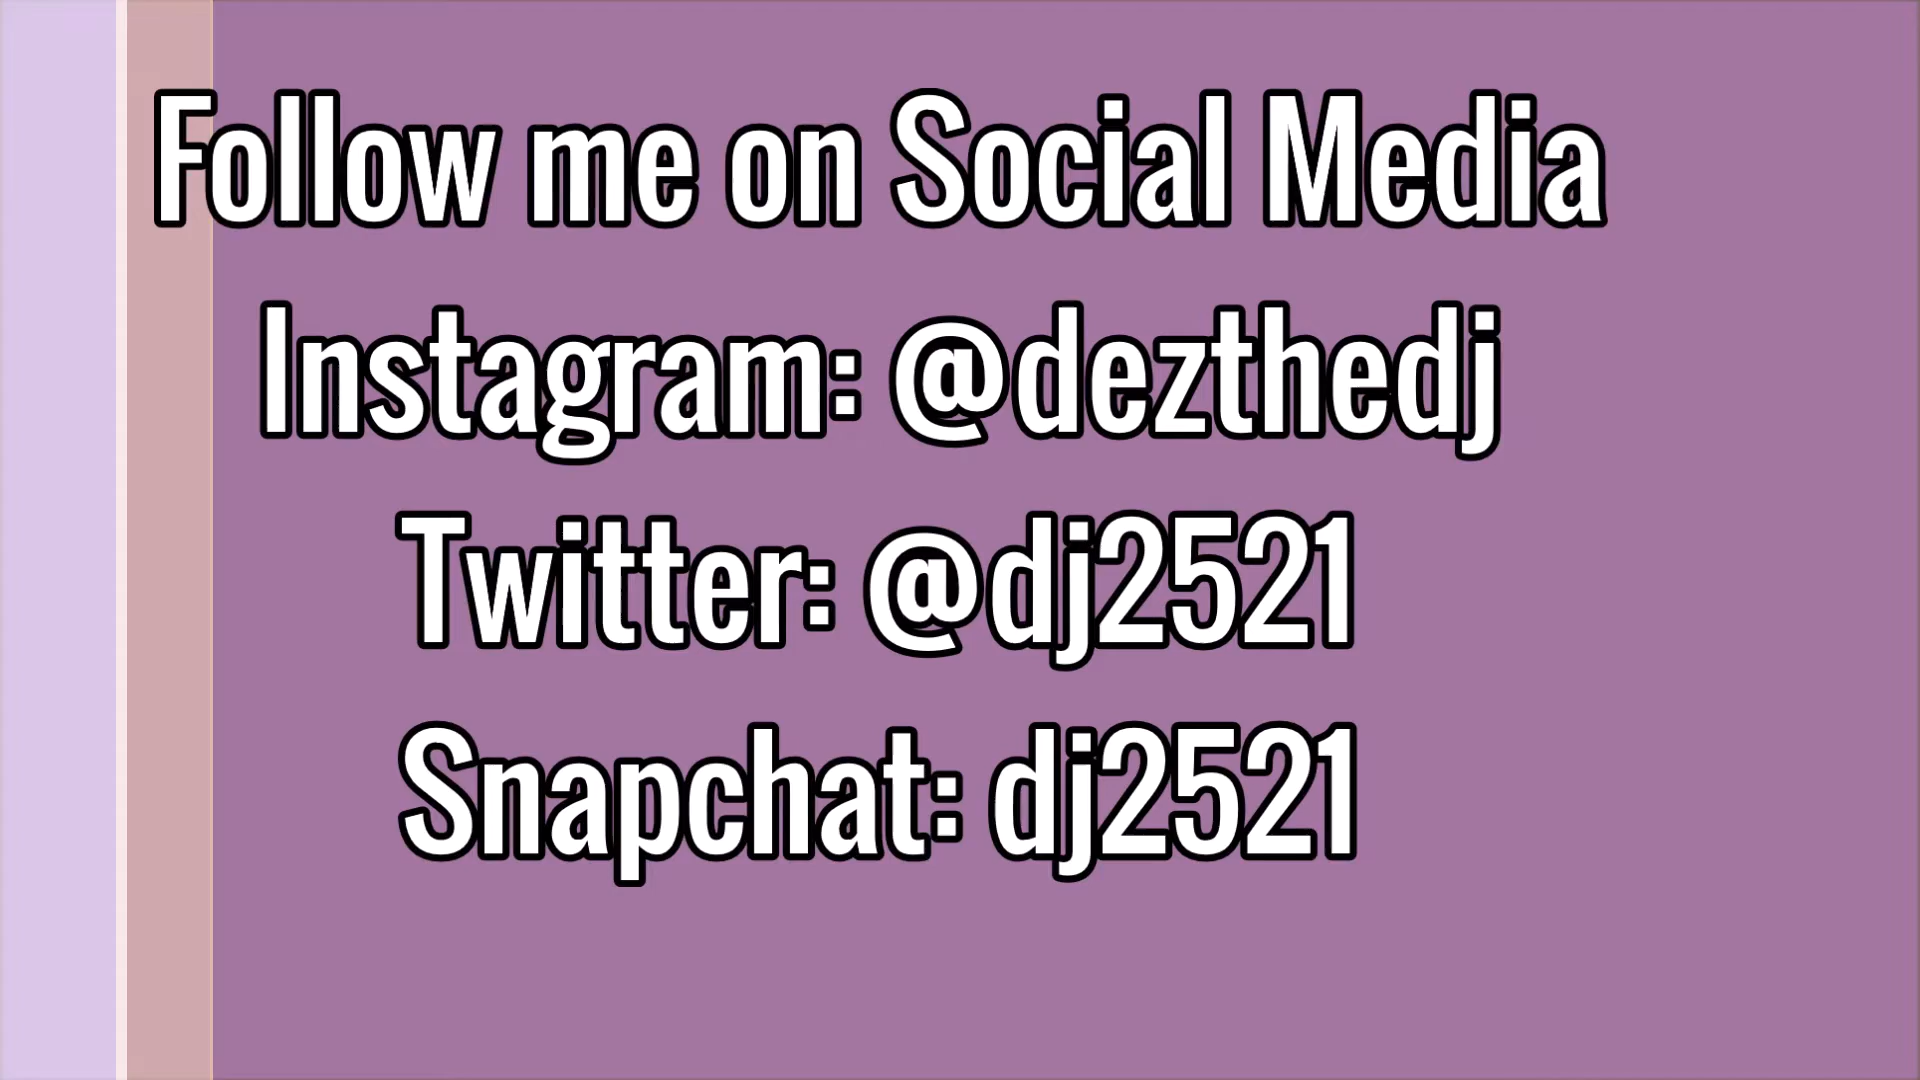 Follow me on Social Media
Instagram: @dezthedj
Twitter: @dj2521
Snapchat: dj2521